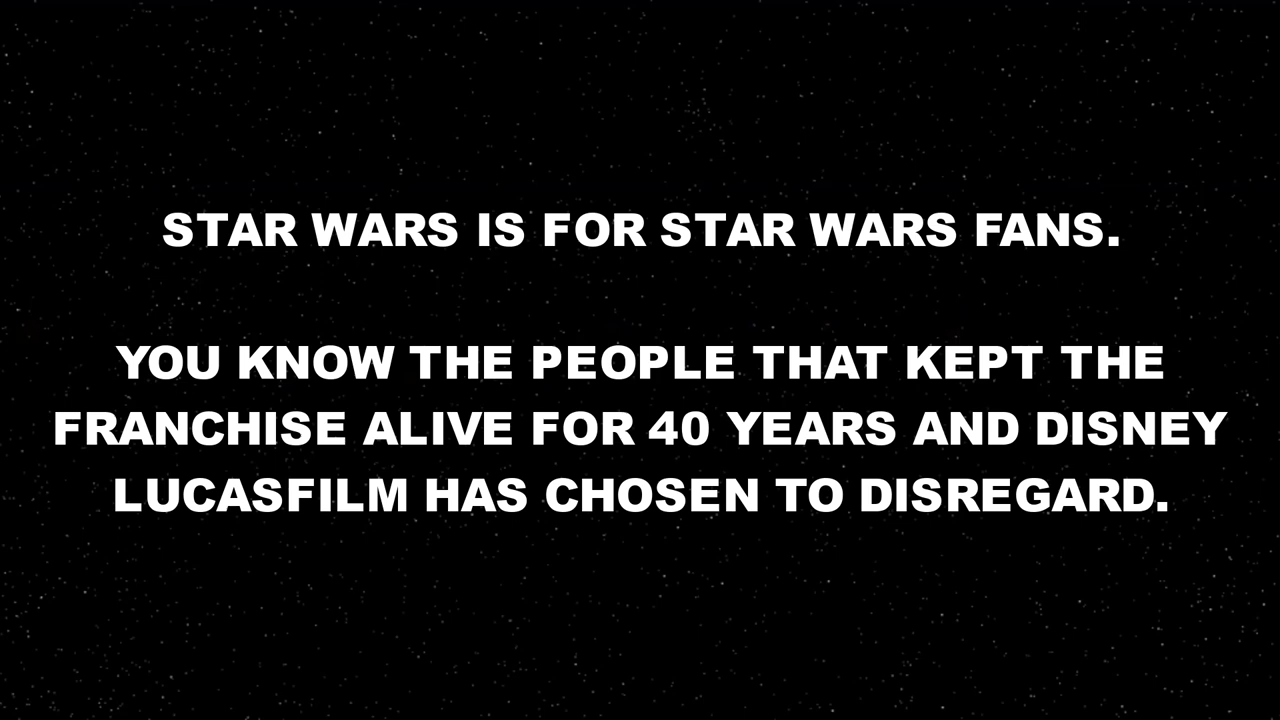 STAR WARS IS FOR STAR WARS FANS.
YOU KNOW THE PEOPLE THAT KEPT THE
FRANCHISE ALIVE FOR 40 YEARS AND DISNEY
LUCASFILM HAS CHOSEN TO DISREGARD.